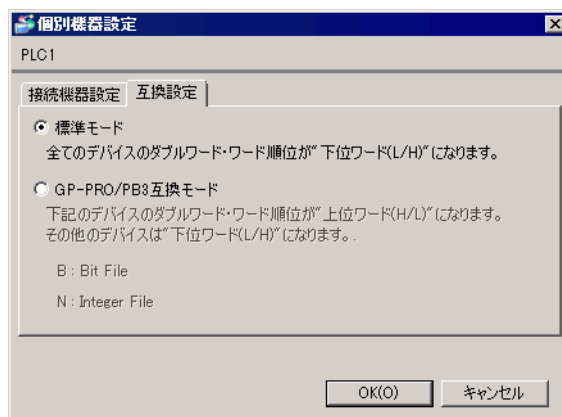 個別機器設定
PLC1
接続機器設定 互換設定
標準モード
全てのデバイスのダブルワード・ワード順位が"下位ワード(L/H)"になります。
GP-PRO/PB3互換モード
下記のデバイスのダブルワード・ワード順位が"上位ワード(H/L)"になります。
その他のデバイスは"下位ワード(L/H)"になります。.
B : Bit File
N : Integer File
OK(O) キャンセル